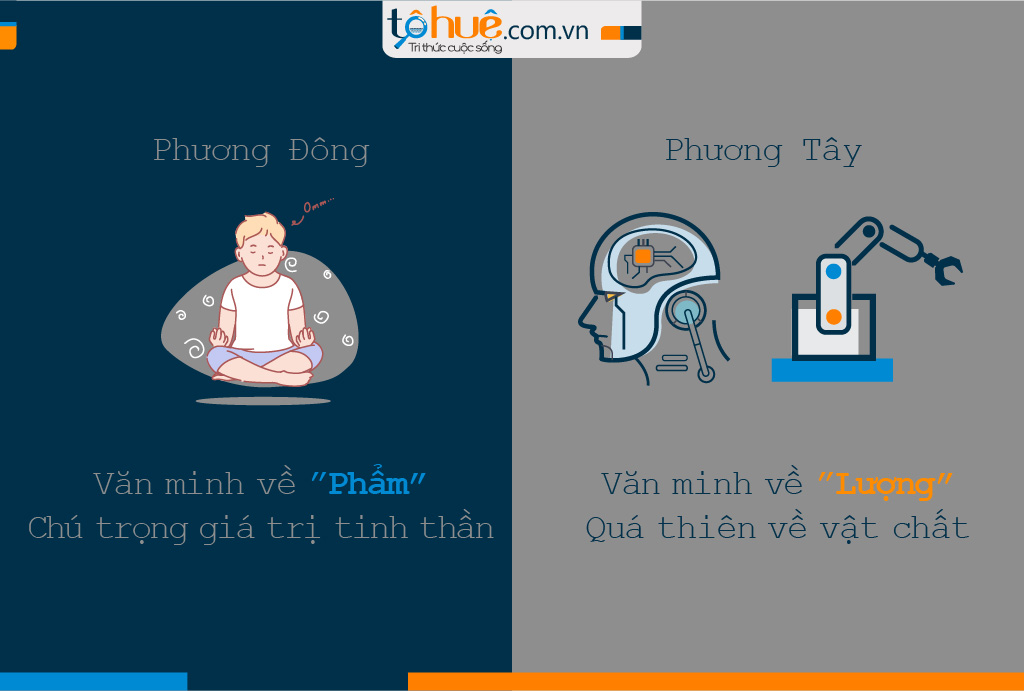 tôhuê.com.vn
Tri thức cuộc sống
Phương Đông
Phương Tây
Omm...
Văn minh về "Phẩm"
Chú trọng giá trị tinh thần
Văn minh về "Lượng"
Quá thiên về vật chất